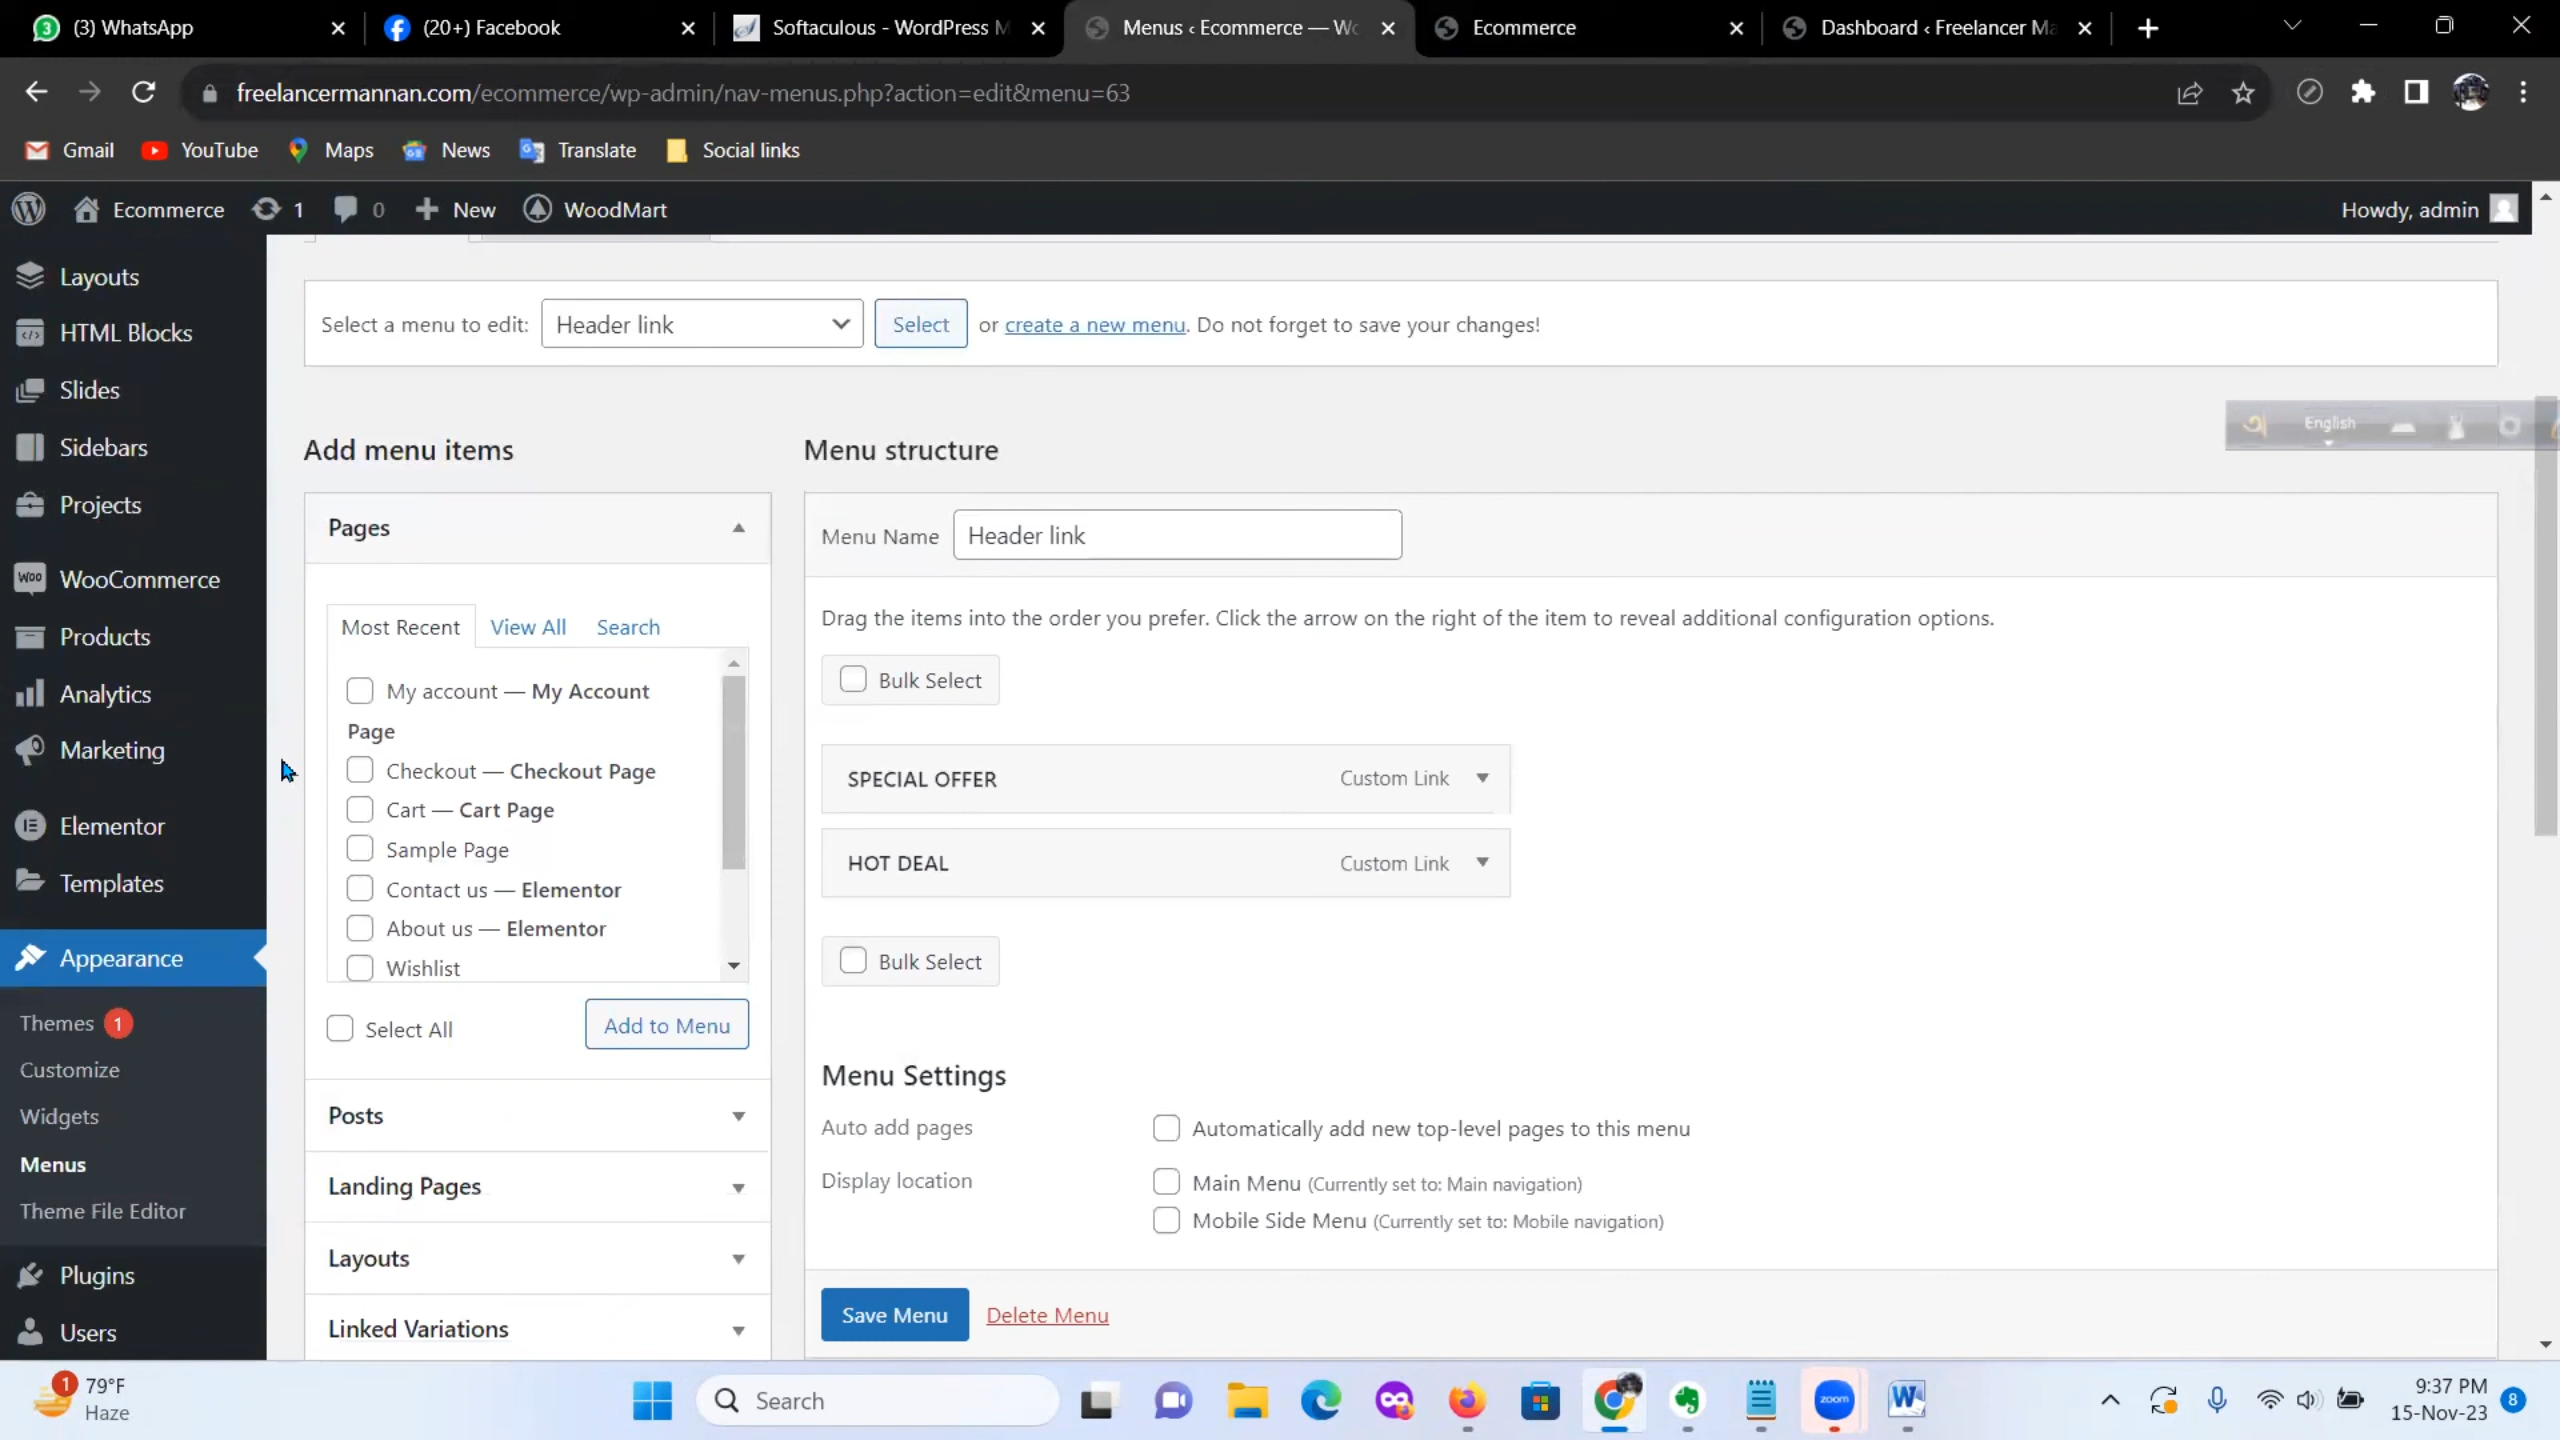 (3) WhatsApp
(20+) Facebook
Softaculous - WordPress M
Menus ‹ Ecommerce — Wo
Ecommerce
Dashboard ‹ Freelancer Ma
freelancermannan.com/ecommerce/wp-admin/nav-menus.php?action=edit&menu=63
Gmail
YouTube
Maps
News
Translate
Social links
Ecommerce
1
0
New
WoodMart
Howdy, admin
Layouts
HTML Blocks
Slides
Sidebars
Projects
WooCommerce
Products
Analytics
Marketing
Elementor
Templates
Appearance
Themes 1
Customize
Widgets
Menus
Theme File Editor
Plugins
Users
Select a menu to edit: Header link Select or create a new menu. Do not forget to save your changes!
English
Add menu items
Pages
Most Recent View All Search
My account — My Account
Page
Checkout — Checkout Page
Cart — Cart Page
Sample Page
Contact us — Elementor
About us — Elementor
Wishlist
Select All
Add to Menu
Posts
Landing Pages
Layouts
Linked Variations
Menu structure
Menu Name Header link
Drag the items into the order you prefer. Click the arrow on the right of the item to reveal additional configuration options.
Bulk Select
SPECIAL OFFER Custom Link
HOT DEAL Custom Link
Bulk Select
Menu Settings
Auto add pages
Automatically add new top-level pages to this menu
Display location
Main Menu (Currently set to: Main navigation)
Mobile Side Menu (Currently set to: Mobile navigation)
Save Menu Delete Menu
1
79°F
Haze
Search
zoom
9:37 PM
15-Nov-23
8